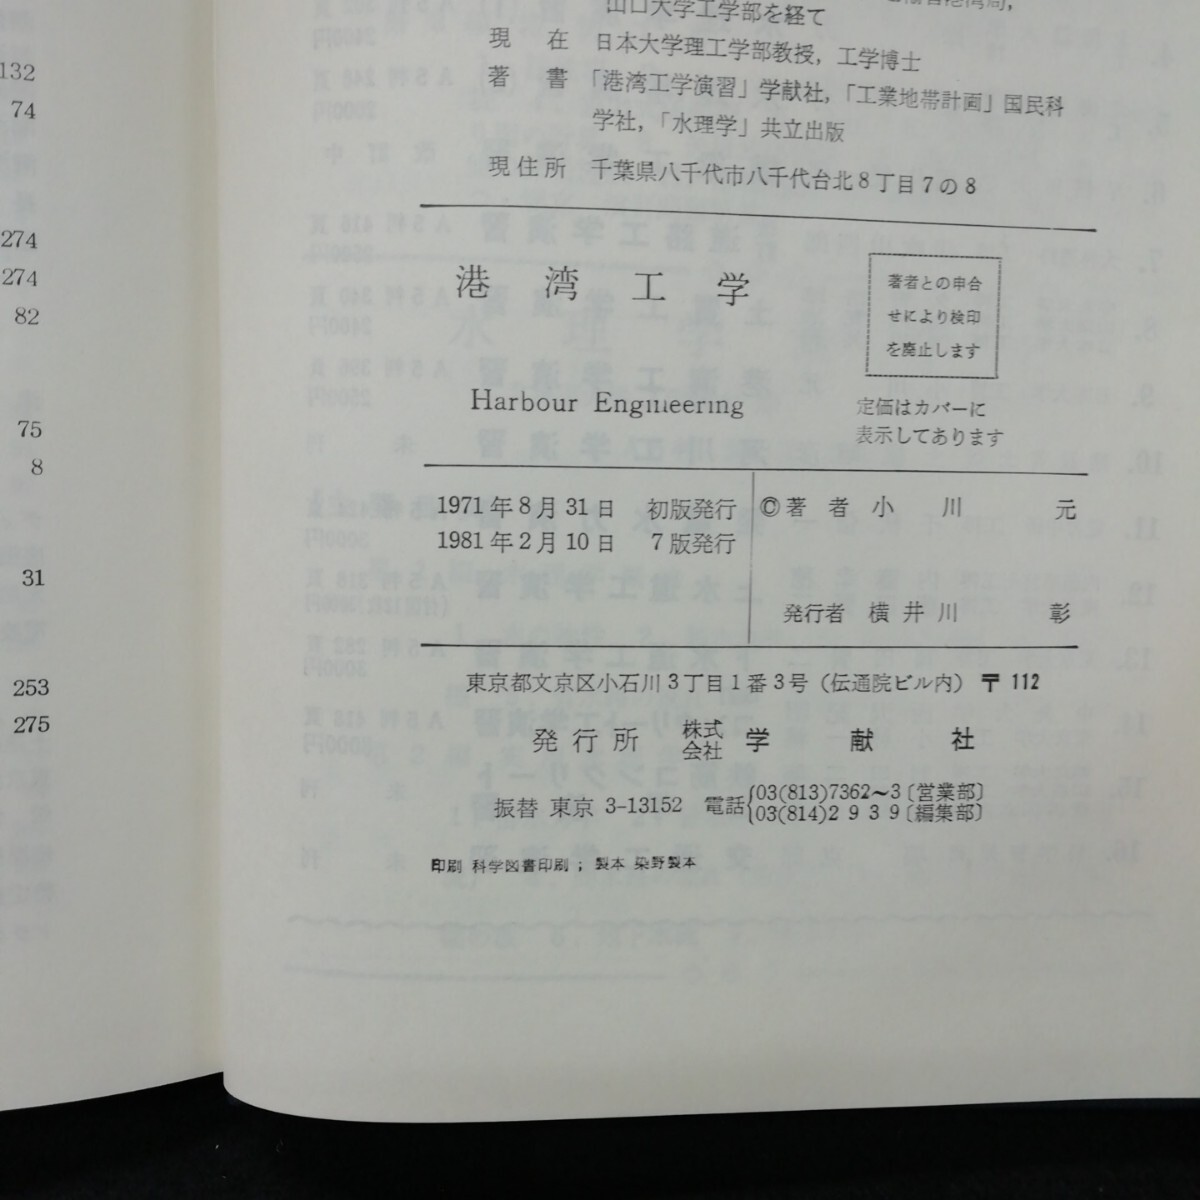 132
74
274
274
82
75
8
31
253
275
山口大学工学部を経て
現在 日本大学理工学部教授，工学博士
著書 「港湾工学演習」学献社，「工業地帯計画」国民科
学社，「水理学」共立出版
現住所 千葉県八千代市八千代台北8丁目7の8
港湾工学
著者との申合
せにより検印
を廃止します
Harbour Engineering
定価はカバーに
表示してあります
1971年8月31日 初版発行
1981年2月10日 7版発行
©著者 小川 元
発行者 横井川 彰
東京都文京区小石川3丁目1番3号（伝通院ビル内）〒112
発行所 株式会社 学献社
振替 東京 3-13152 電話{03(813)7362～3〔営業部〕
03(814)2939〔編集部〕
印刷 科学図書印刷；製本 染野製本